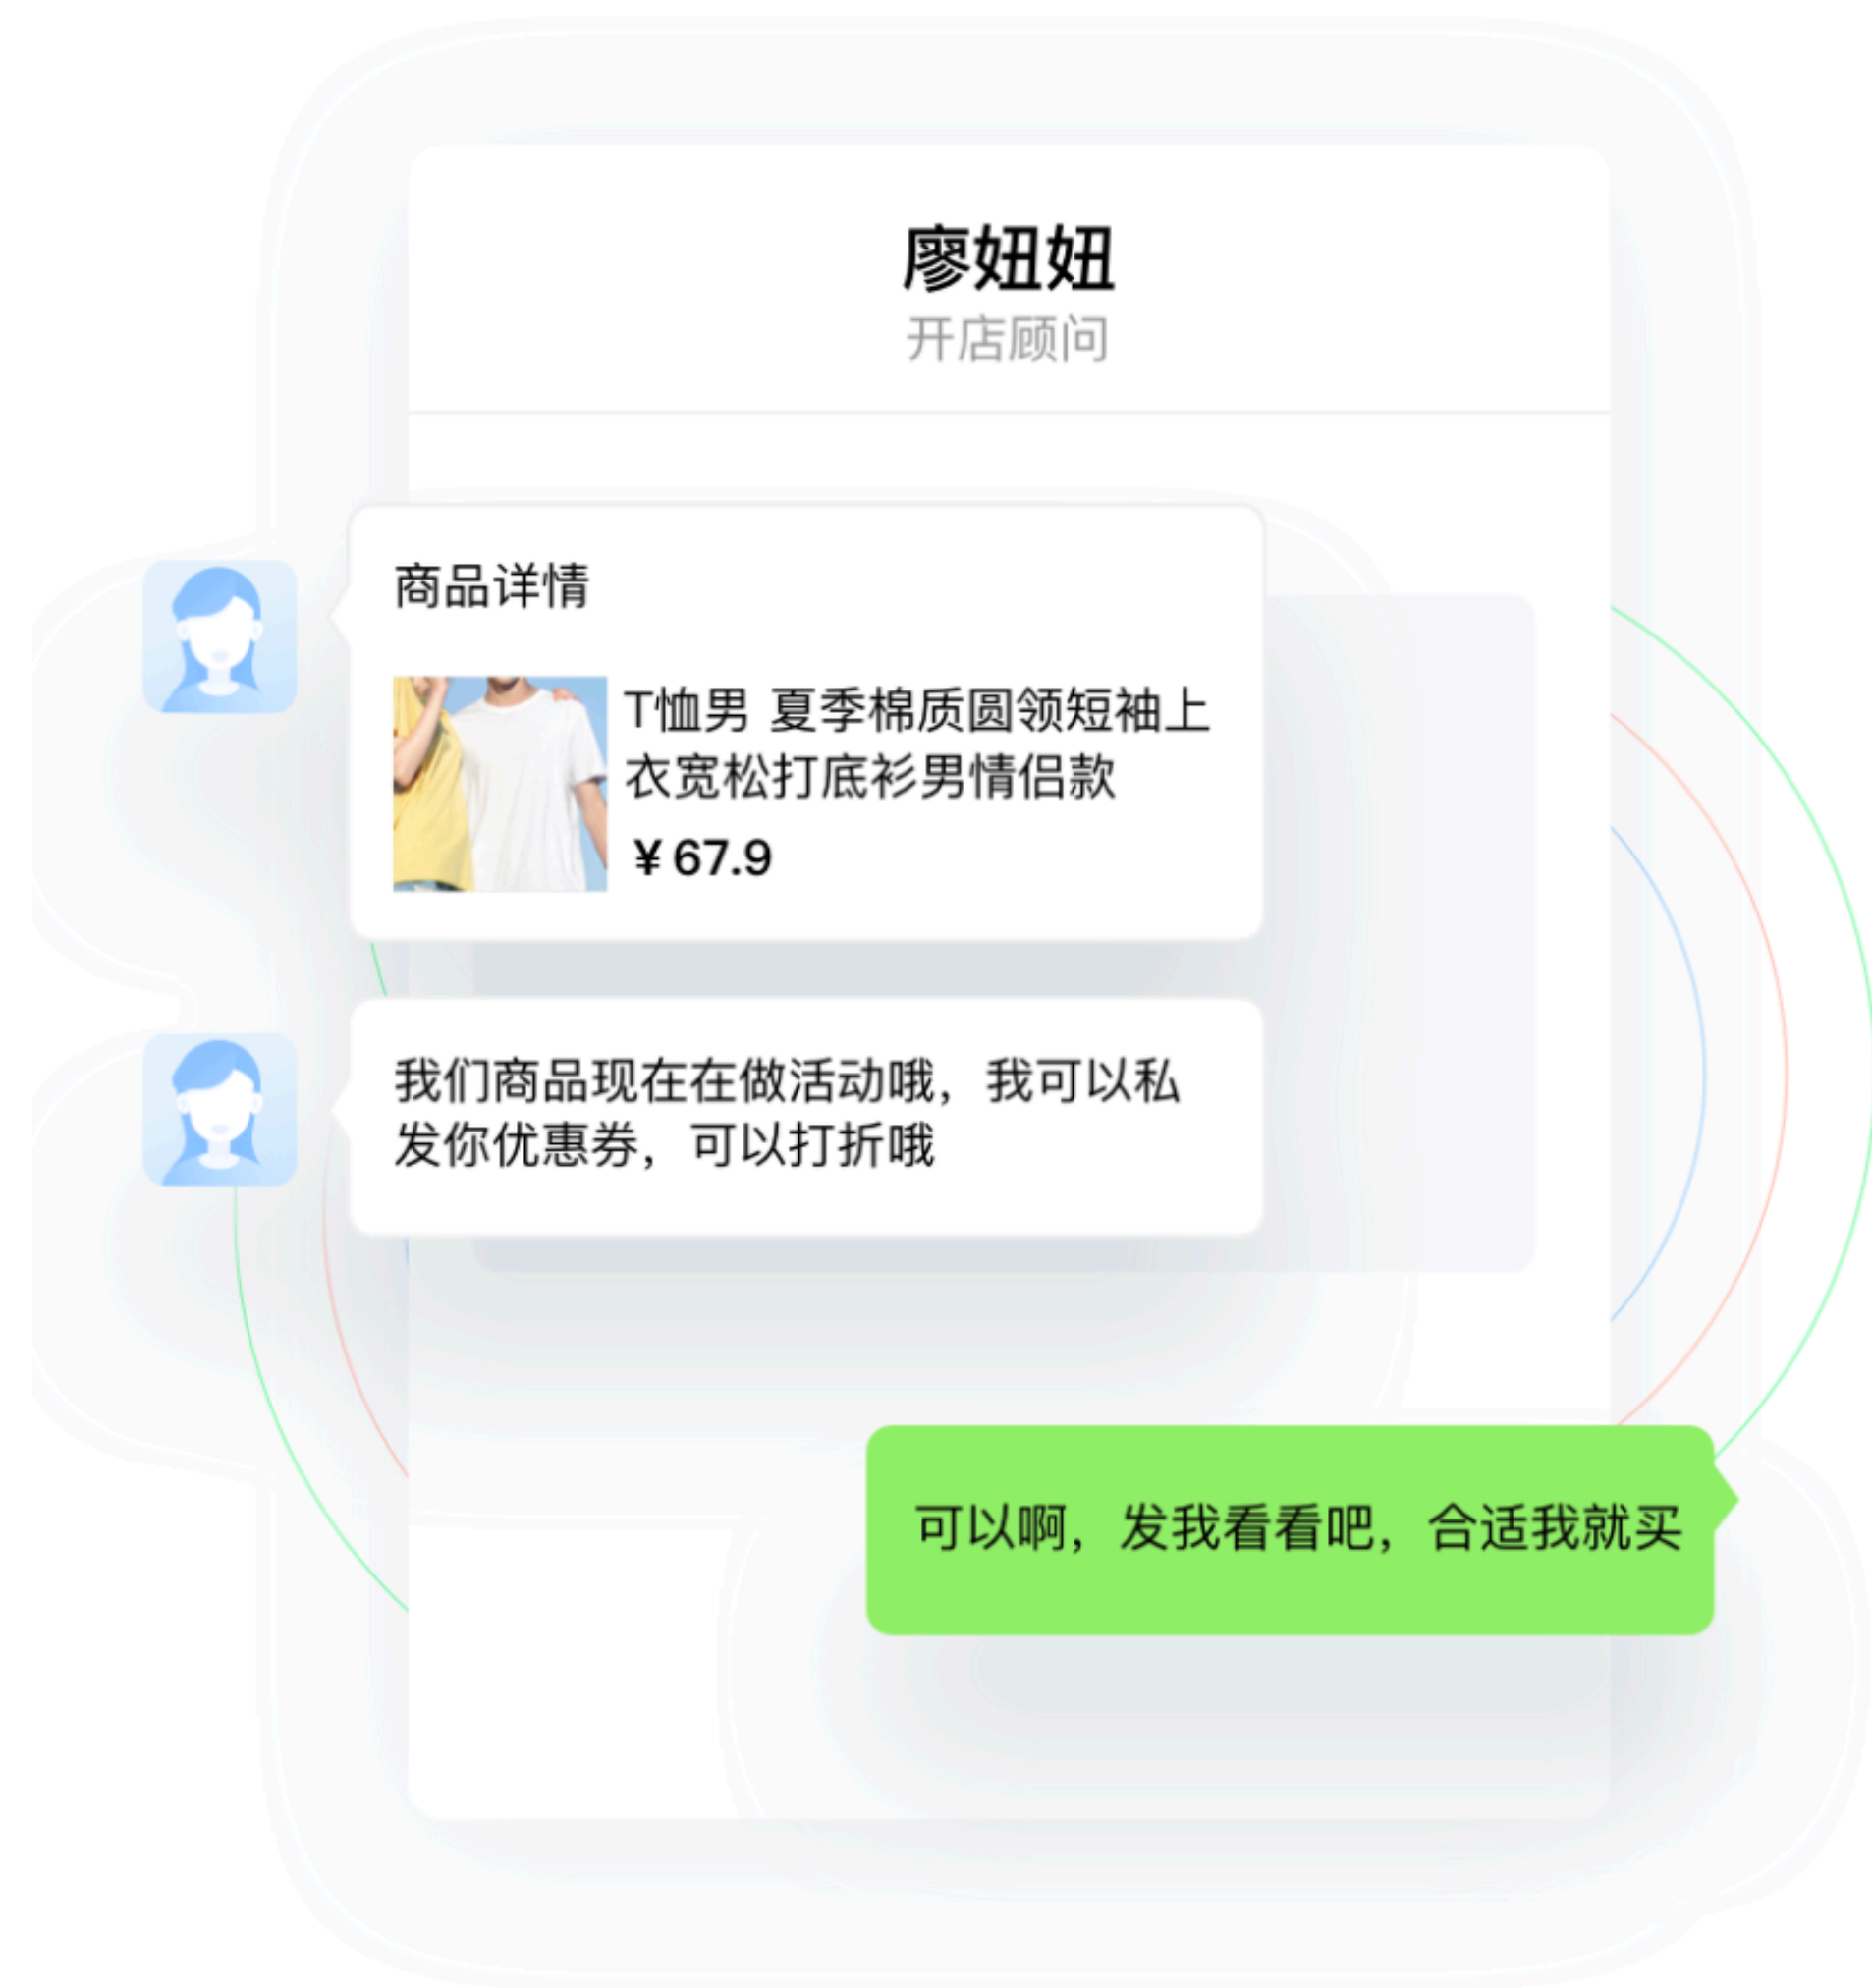 廖妞妞
开店顾问
商品详情
T恤男 夏季棉质圆领短袖上
衣宽松打底衫男情侣款
¥ 67.9
我们商品现在在做活动哦，我可以私
发你优惠券，可以打折哦
可以啊，发我看看吧，合适我就买